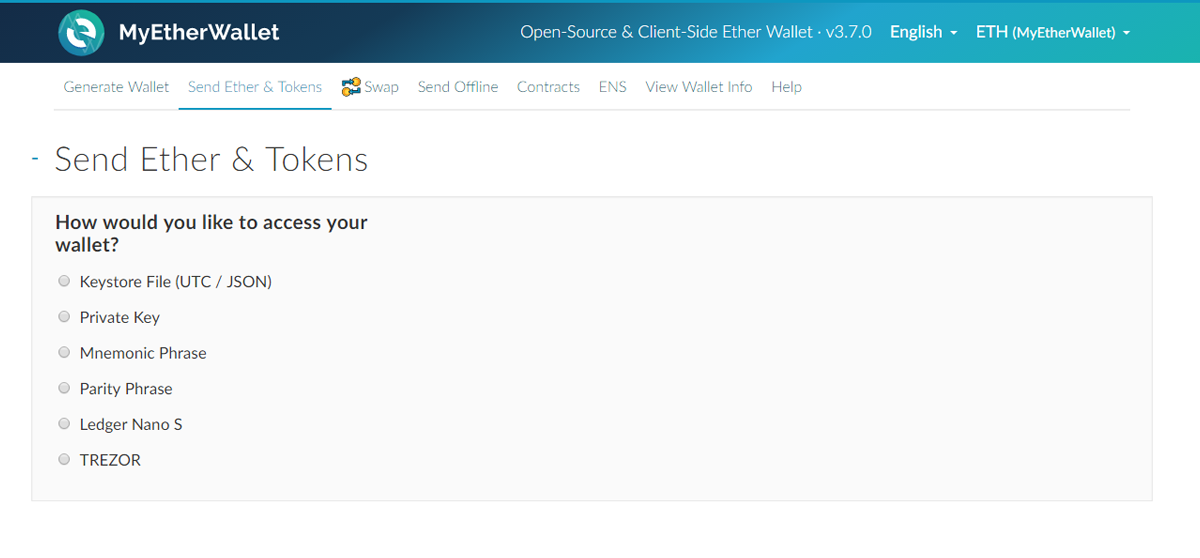 MyEtherWallet
Open-Source & Client-Side Ether Wallet · v3.7.0 English ETH (MyEtherWallet)
Generate Wallet Send Ether & Tokens Swap Send Offline Contracts ENS View Wallet Info Help
- Send Ether & Tokens
How would you like to access your
wallet?
Keystore File (UTC / JSON)
Private Key
Mnemonic Phrase
Parity Phrase
Ledger Nano S
TREZOR